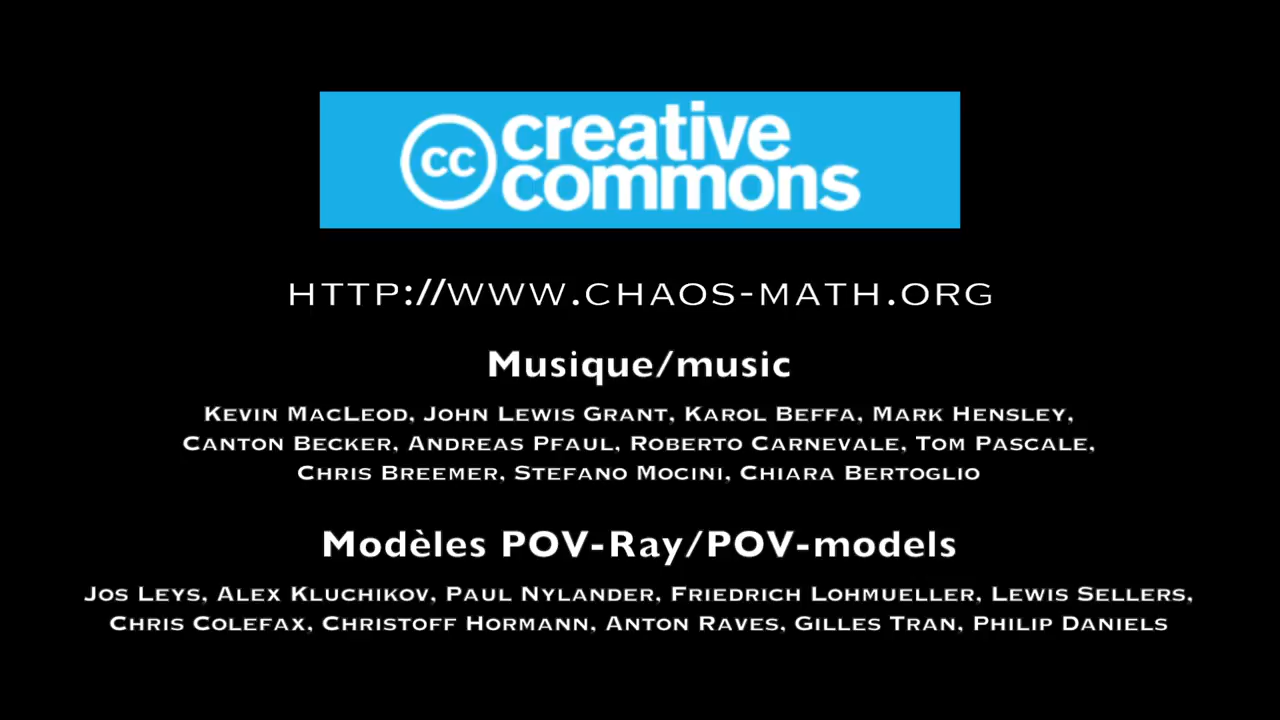 cc creative
commons
HTTP://WWW.CHAOS-MATH.ORG
Musique/music
KEVIN MACLEOD, JOHN LEWIS GRANT, KAROL BEFFA, MARK HENSLEY,
CANTON BECKER, ANDREAS PFAUL, ROBERTO CARNEVALE, TOM PASCALE,
CHRIS BREEMER, STEFANO MOCINI, CHIARA BERTOGLIO
Modèles POV-Ray/POV-models
JOS LEYS, ALEX KLUCHIKOV, PAUL NYLANDER, FRIEDRICH LOHMUELLER, LEWIS SELLERS,
CHRIS COLEFAX, CHRISTOFF HORMANN, ANTON RAVES, GILLES TRAN, PHILIP DANIELS